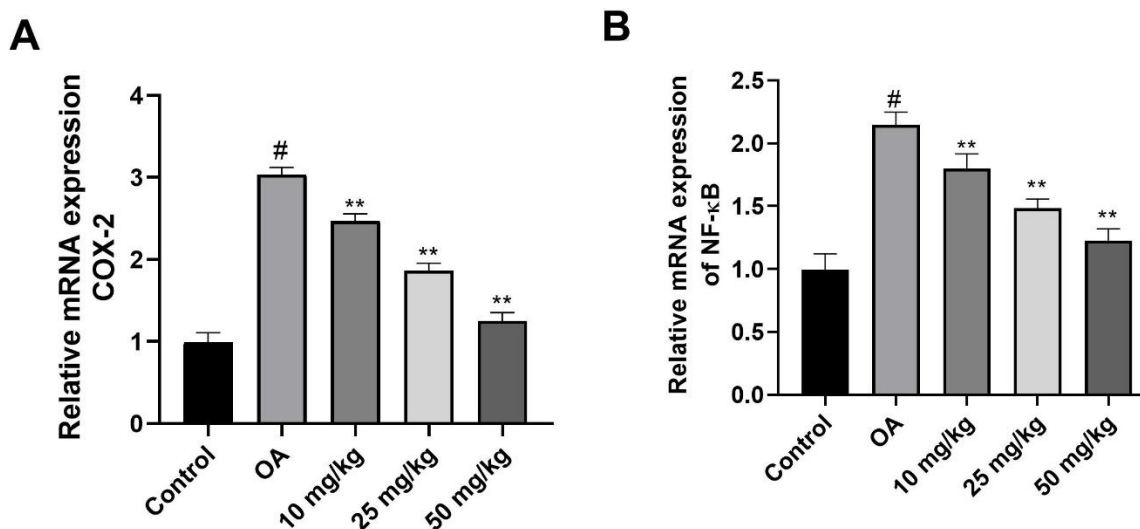 A
Relative mRNA expression
COX-2
4
3
2
1
0
#
**
**
**
Control
OA
10 mg/kg
25 mg/kg
50 mg/kg
B
Relative mRNA expression
of NF-κB
2.5
2.0
1.5
1.0
0.5
0.0
#
**
**
**
Control
OA
10 mg/kg
25 mg/kg
50 mg/kg